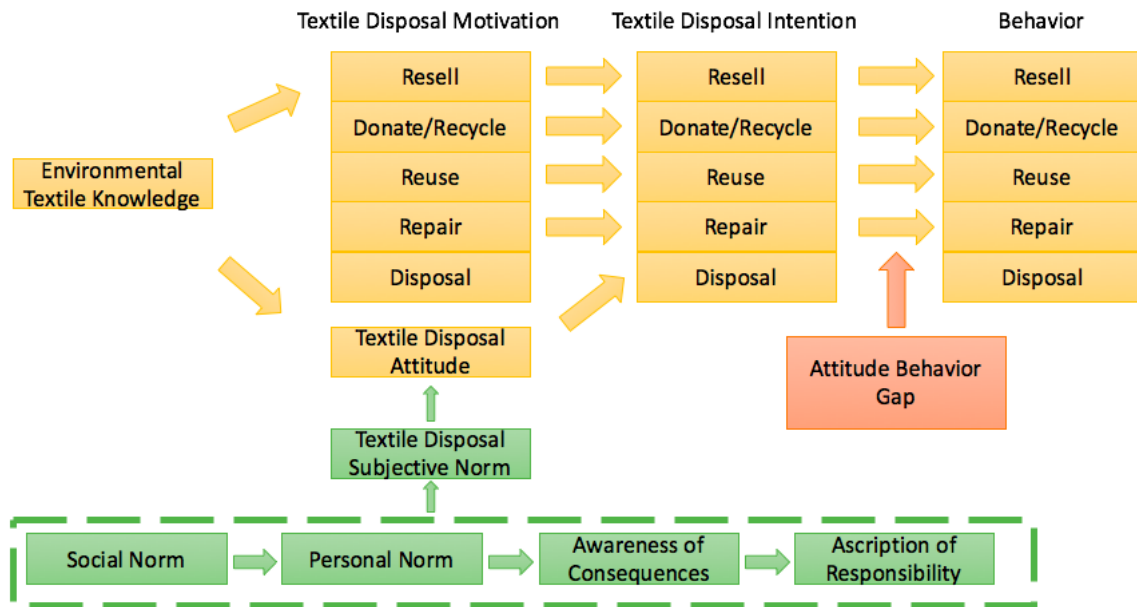 Textile Disposal Motivation
Textile Disposal Intention
Behavior
Resell
Resell
Resell
Donate/Recycle
Donate/Recycle
Donate/Recycle
Environmental
Textile Knowledge
Reuse
Reuse
Reuse
Repair
Repair
Repair
Disposal
Disposal
Disposal
Textile Disposal
Attitude
Attitude Behavior
Gap
Textile Disposal
Subjective Norm
Social Norm
Personal Norm
Awareness of
Consequences
Ascription of
Responsibility